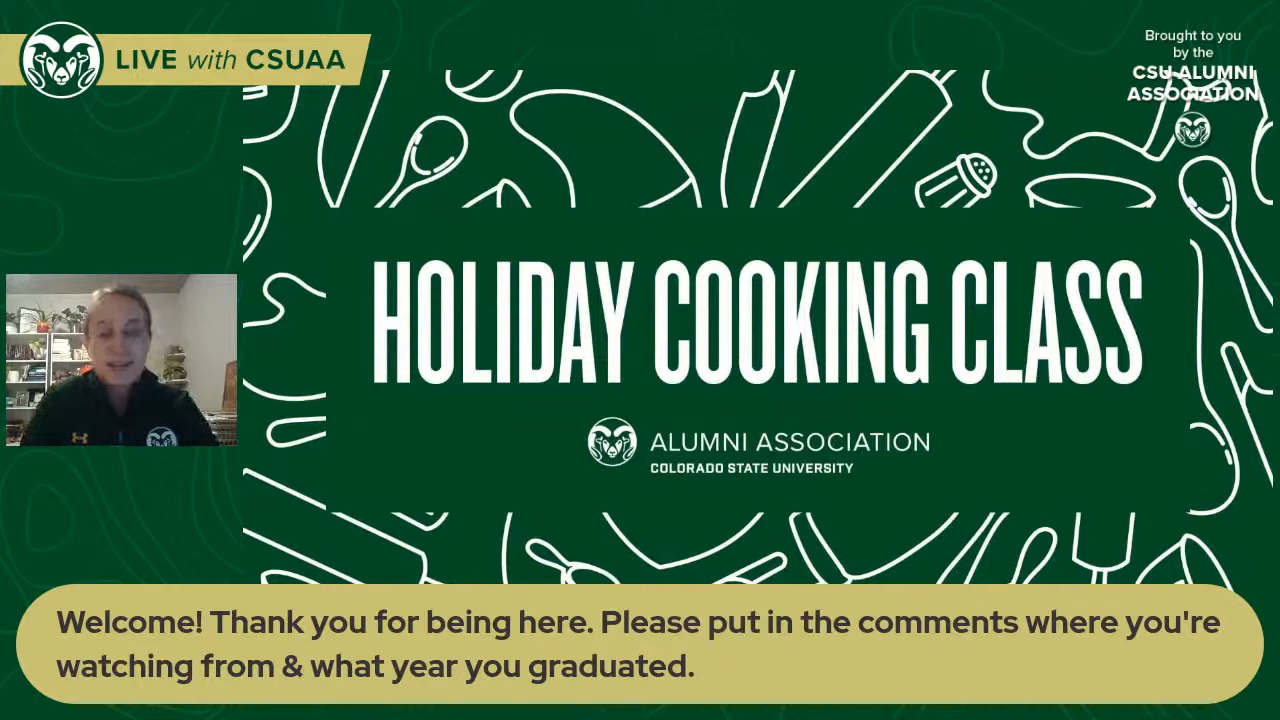 LIVE with CSUAA
Brought to you
by the
CSU ALUMNI
ASSOCIATION
HOLIDAY COOKING CLASS
ALUMNI ASSOCIATION
COLORADO STATE UNIVERSITY
Welcome! Thank you for being here. Please put in the comments where you're
watching from & what year you graduated.